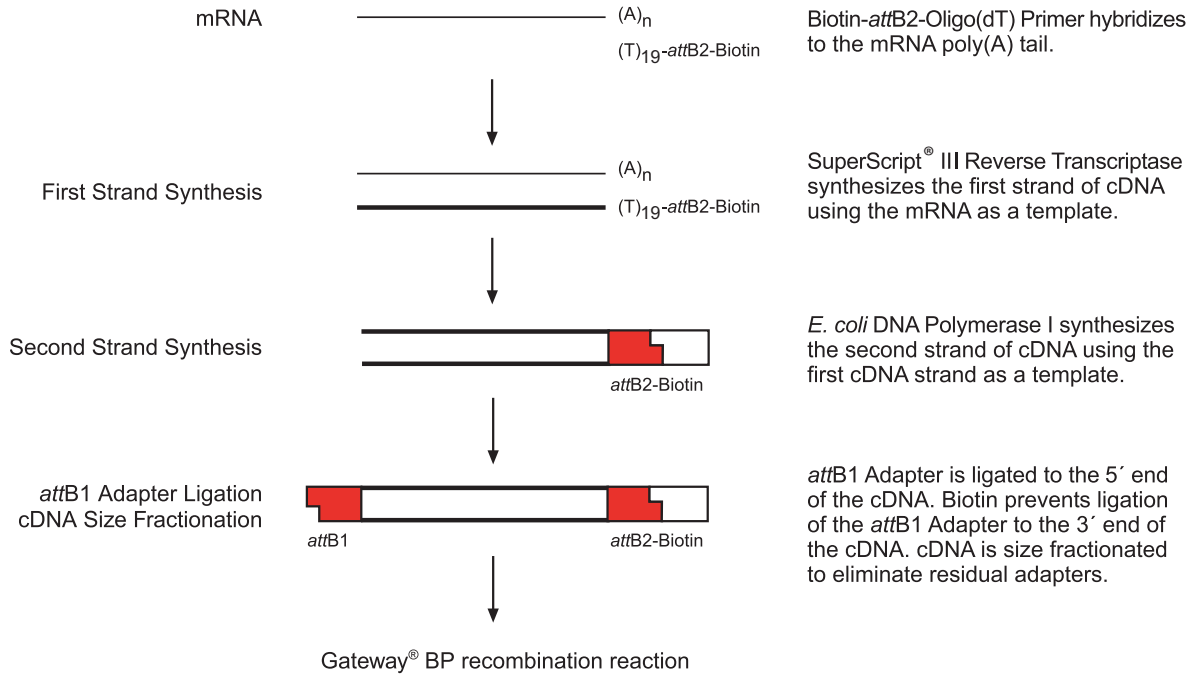 mRNA
(A)n
(T)19-attB2-Biotin
Biotin-attB2-Oligo(dT) Primer hybridizes
to the mRNA poly(A) tail.
First Strand Synthesis
(A)n
(T)19-attB2-Biotin
SuperScript® III Reverse Transcriptase
synthesizes the first strand of cDNA
using the mRNA as a template.
Second Strand Synthesis
attB2-Biotin
E. coli DNA Polymerase I synthesizes
the second strand of cDNA using the
first cDNA strand as a template.
attB1 Adapter Ligation
cDNA Size Fractionation
attB1
attB2-Biotin
attB1 Adapter is ligated to the 5´ end
of the cDNA. Biotin prevents ligation
of the attB1 Adapter to the 3´ end of
the cDNA. cDNA is size fractionated
to eliminate residual adapters.
Gateway® BP recombination reaction